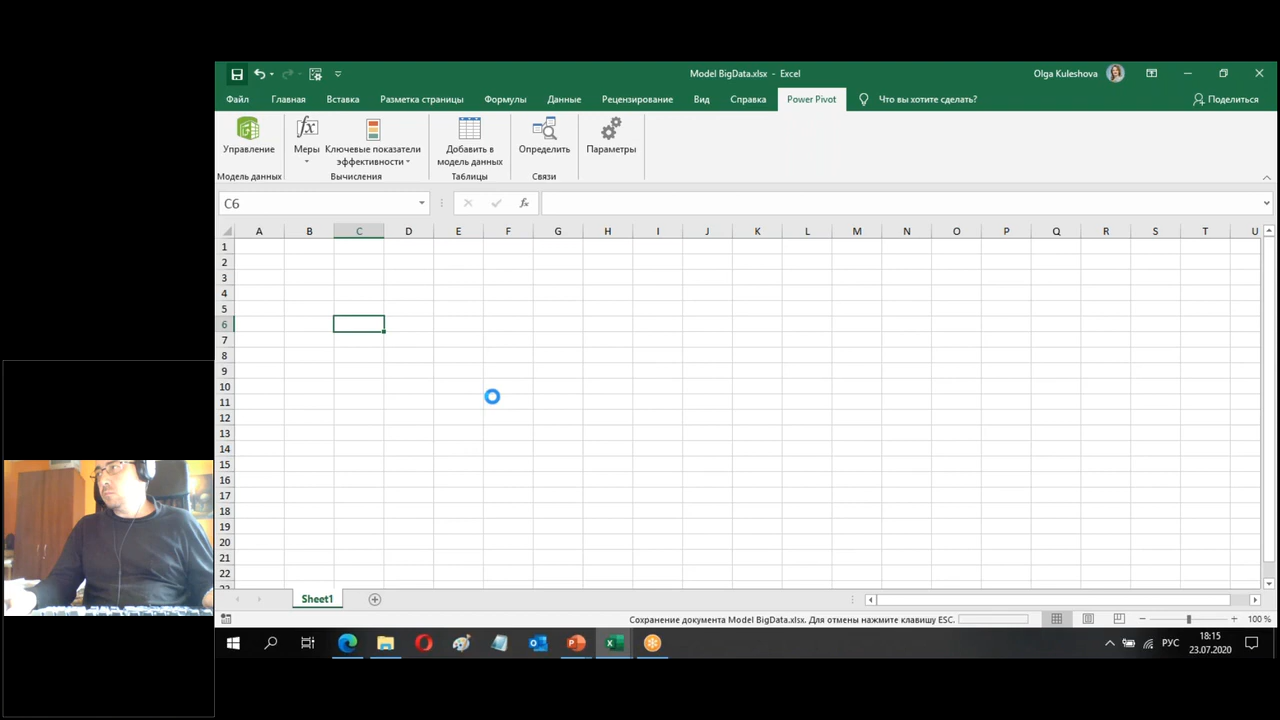 Model BigData.xlsx - Excel
Olga Kuleshova
Файл Главная Вставка Разметка страницы Формулы Данные Рецензирование Вид Справка Power Pivot Что вы хотите сделать? Поделиться
Управление
Меры
Ключевые показатели
эффективности
Добавить в
модель данных
Определить
Параметры
Модель данных Вычисления Таблицы Связи
C6
fx
A B C D E F G H I J K L M N O P Q R S T U
1
2
3
4
5
6
7
8
9
10
11
12
13
14
15
16
17
18
19
20
21
22
23
Sheet1
Сохранение документа Model BigData.xlsx. Для отмены нажмите клавишу ESC.
100 %
РУС
18:15
23.07.2020